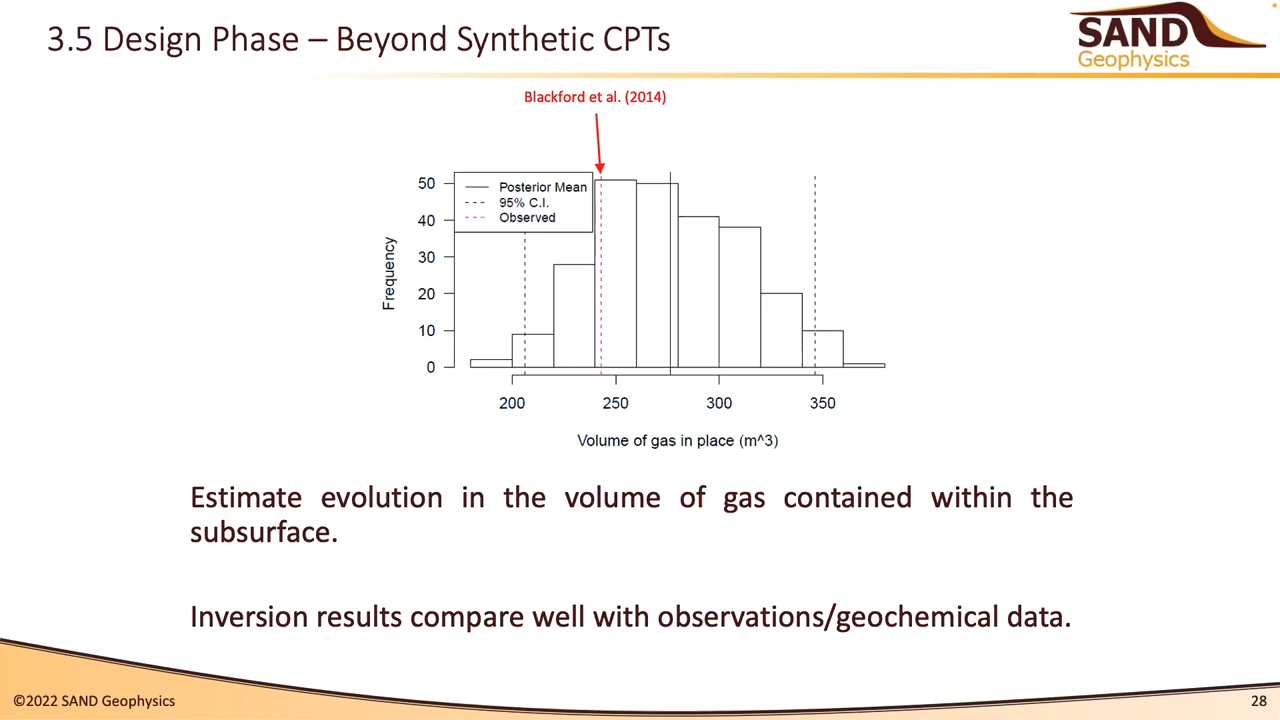 3.5 Design Phase – Beyond Synthetic CPTs
SAND
Geophysics
Blackford et al. (2014)
Posterior Mean
95% C.I.
Observed
Frequency
50
40
30
20
10
0
200
250
300
350
Volume of gas in place (m^3)
Estimate evolution in the volume of gas contained within the
subsurface.
Inversion results compare well with observations/geochemical data.
©2022 SAND Geophysics
28